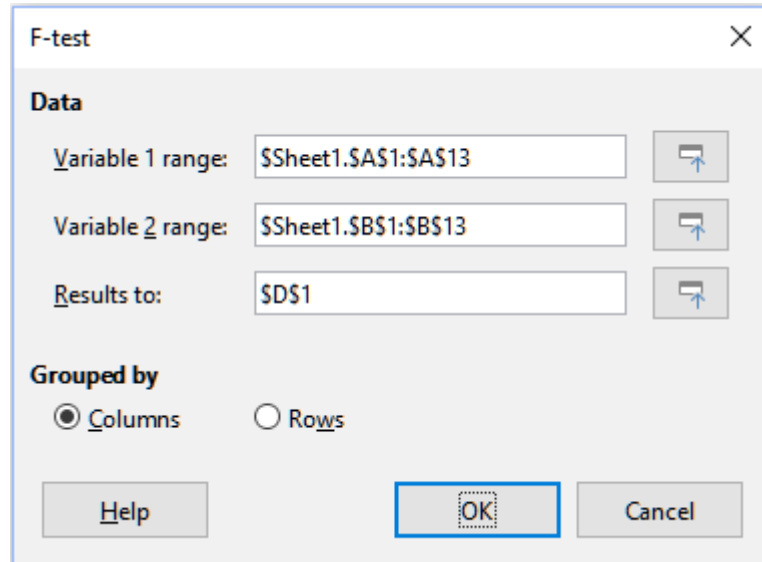 F-test
Data
Variable 1 range: $Sheet1.$A$1:$A$13
Variable 2 range: $Sheet1.$B$1:$B$13
Results to: $D$1
Grouped by
Columns Rows
Help OK Cancel